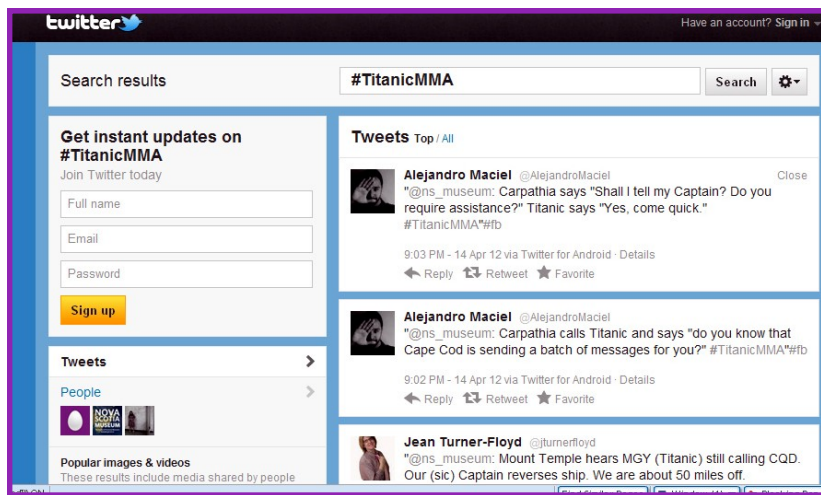 twitter
Have an account? Sign in
Search results
#TitanicMMA
Search
Get instant updates on
#TitanicMMA
Join Twitter today
Full name
Email
Password
Sign up
Tweets
People
NOVA
SCOTIA
MUSEUM
Popular images & videos
These results include media shared by people
Tweets Top / All
Alejandro Maciel @AlejandroMaciel
Close
"@ns_museum: Carpathia says "Shall I tell my Captain? Do you
require assistance?" Titanic says "Yes, come quick."
#TitanicMMA"#fb
9:03 PM - 14 Apr 12 via Twitter for Android · Details
Reply Retweet Favorite
Alejandro Maciel @AlejandroMaciel
"@ns_museum: Carpathia calls Titanic and says "do you know that
Cape Cod is sending a batch of messages for you?" #TitanicMMA"#fb
9:02 PM - 14 Apr 12 via Twitter for Android · Details
Reply Retweet Favorite
Jean Turner-Floyd @jturnerfloyd
"@ns_museum: Mount Temple hears MGY (Titanic) still calling CQD.
Our (sic) Captain reverses ship. We are about 50 miles off.